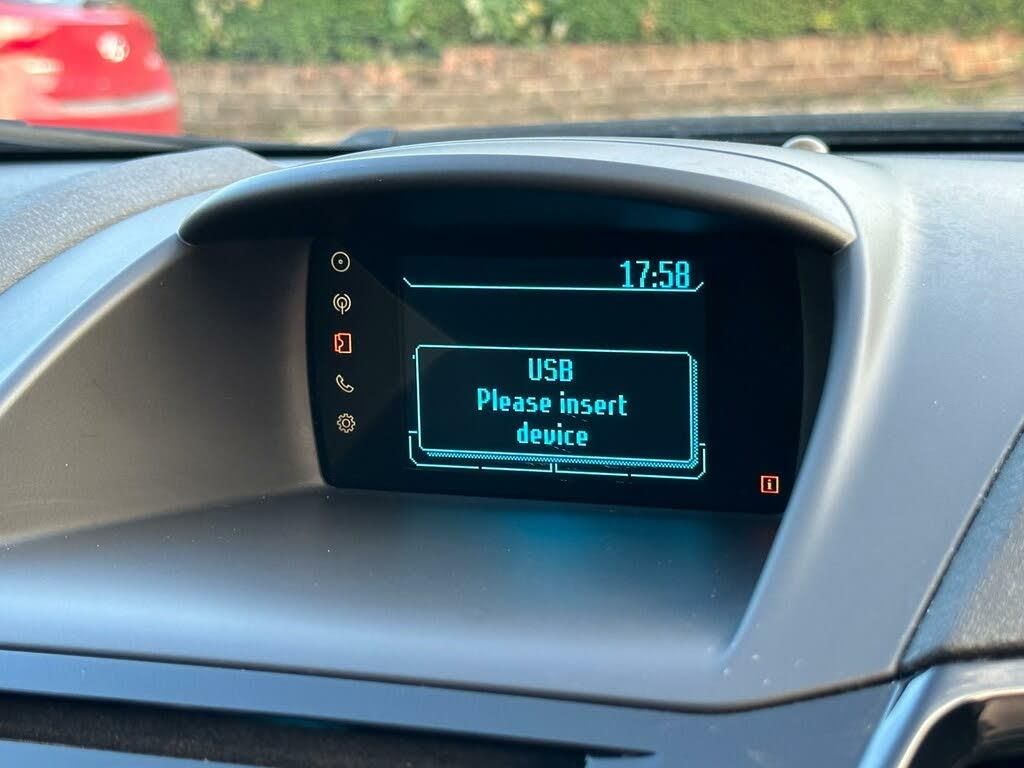 17:58
USB
Please insert
device
i